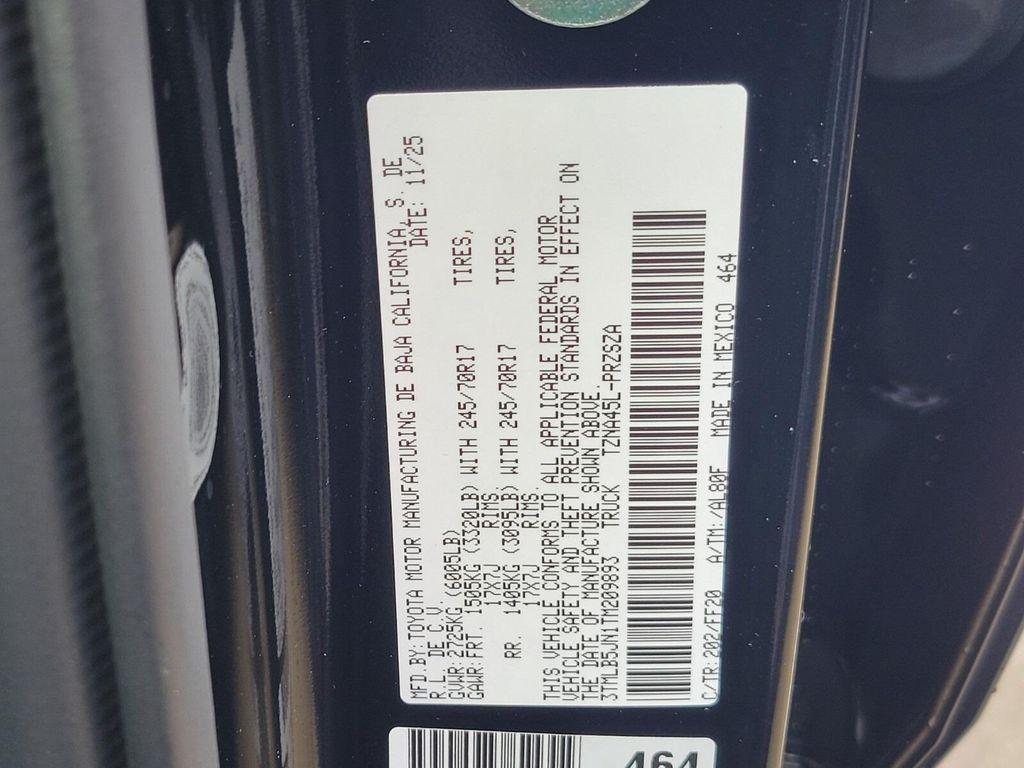 MFD BY: TOYOTA MOTOR MANUFACTURING DE BAJA CALIFORNIA, S. DE
R.L. DE C.V. DATE: 11/25
GVWR: 2725KG (6005LB)
GAWR: FRT. 1505KG (3320LB) WITH 245/70R17 TIRES,
17X7J RIMS.
RR. 1405KG (3095LB) WITH 245/70R17 TIRES,
17X7J RIMS.
THIS VEHICLE CONFORMS TO ALL APPLICABLE FEDERAL MOTOR
VEHICLE SAFETY AND THEFT PREVENTION STANDARDS IN EFFECT ON
THE DATE OF MANUFACTURE SHOWN ABOVE.
3TMLB5JN1TM209893 TRUCK TZNA45L-PRZSZA
C/TR: 202/FF20 A/TM: /AL80F MADE IN MEXICO 464
464